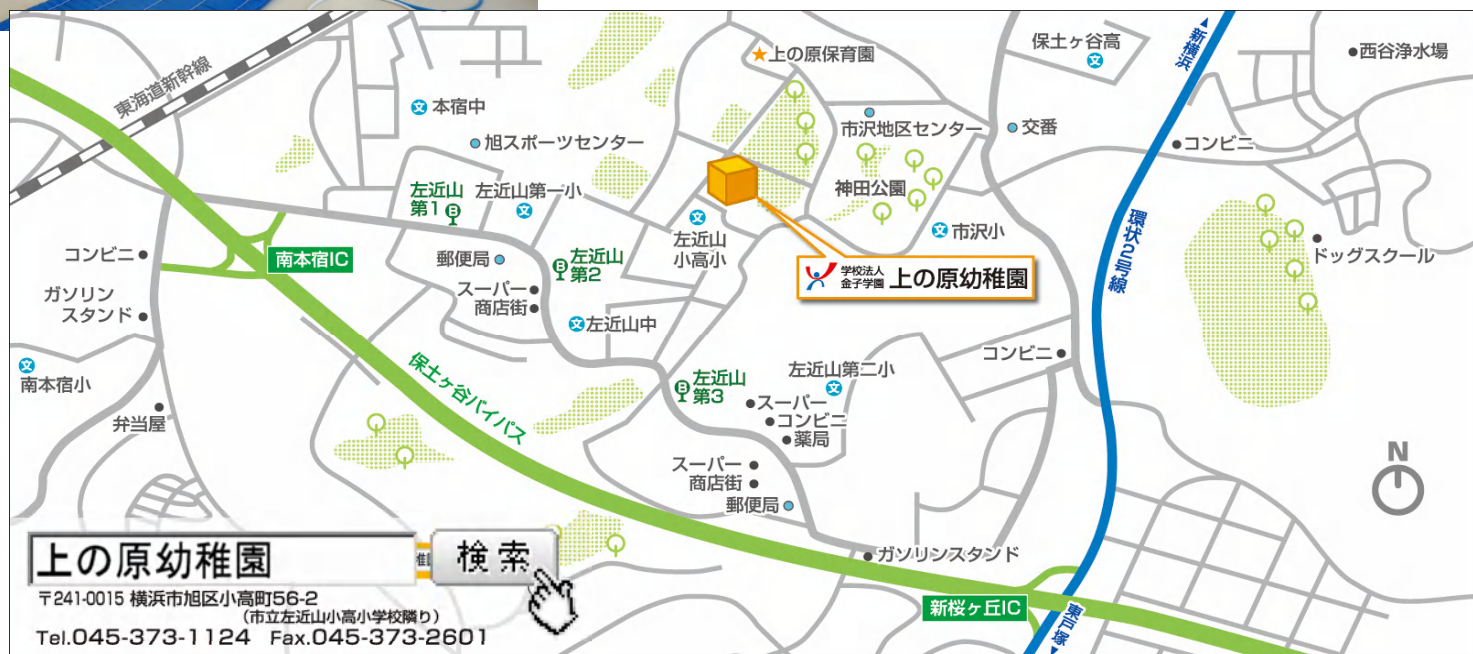 東海道新幹線
本宿中
旭スポーツセンター
上の原保育園
保土ヶ谷高
新横浜
西谷浄水場
市沢地区センター
交番
コンビニ
左近山
第1
B
左近山第一小
神田公園
左近山
小高小
市沢小
環状2号線
ドッグスクール
コンビニ
南本宿IC
郵便局
B
左近山
第2
学校法人
金子学園
上の原幼稚園
ガソリン
スタンド
スーパー
商店街
左近山中
南本宿小
弁当屋
保土ヶ谷バイパス
B
左近山
第3
左近山第二小
コンビニ
スーパー
コンビニ
薬局
スーパー
商店街
郵便局
N
ガソリンスタンド
新桜ヶ丘IC
東戸塚
上の原幼稚園
検索
〒241-0015 横浜市旭区小高町56-2
(市立左近山小高小学校隣り)
Tel.045-373-1124 Fax.045-373-2601